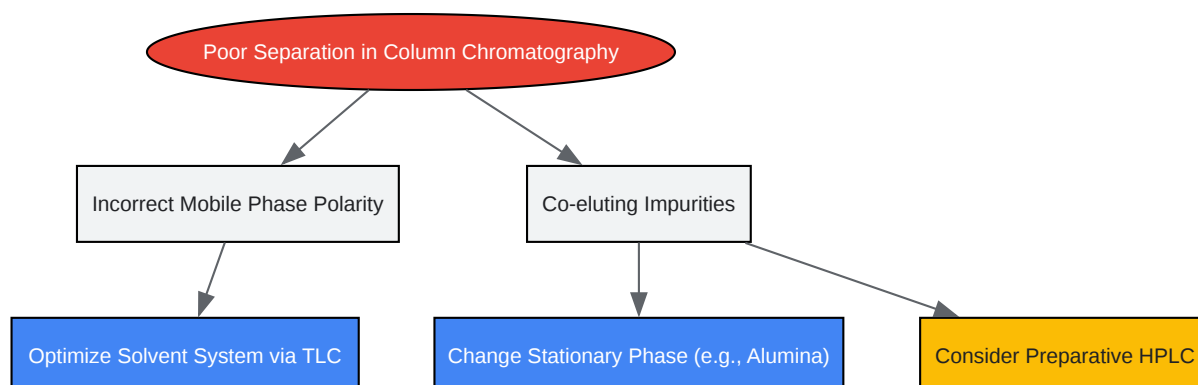 Poor Separation in Column Chromatography
Incorrect Mobile Phase Polarity
Co-eluting Impurities
Optimize Solvent System via TLC
Change Stationary Phase (e.g., Alumina)
Consider Preparative HPLC